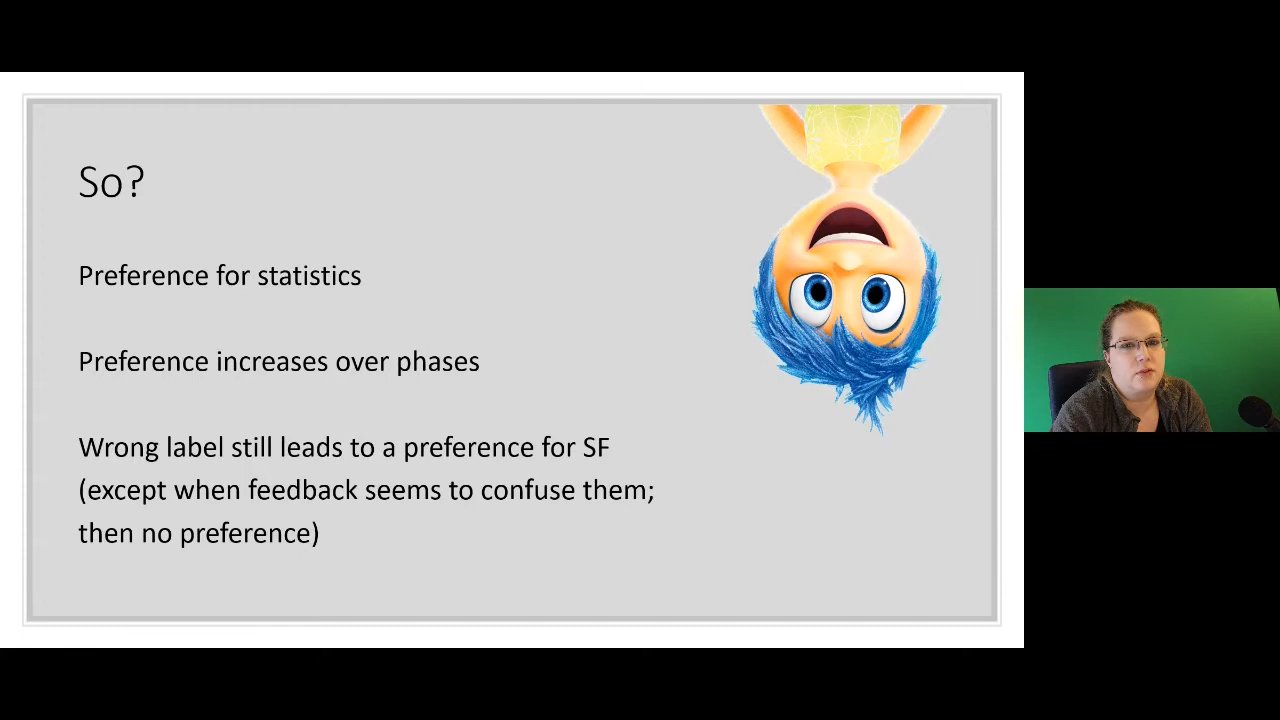 So?
Preference for statistics
Preference increases over phases
Wrong label still leads to a preference for SF
(except when feedback seems to confuse them;
then no preference)